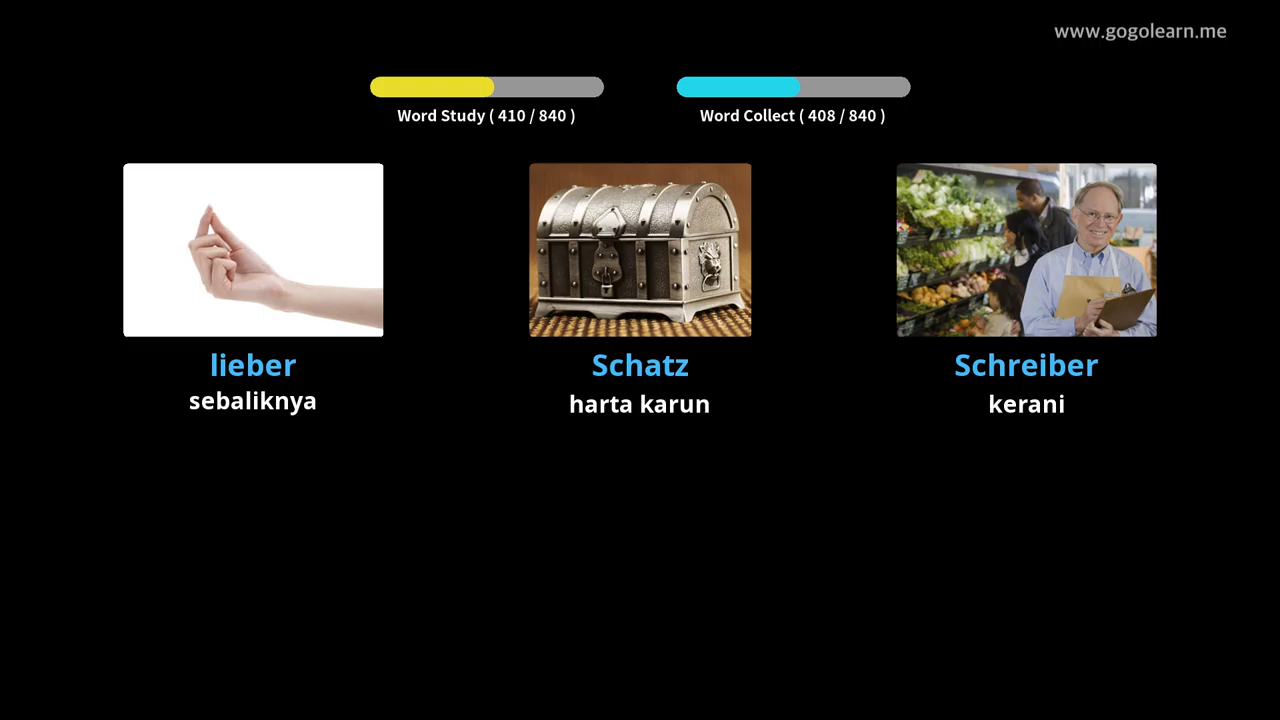 www.gogolearn.me
Word Study ( 410 / 840 )
Word Collect ( 408 / 840 )
lieber
sebaliknya
Schatz
harta karun
Schreiber
kerani